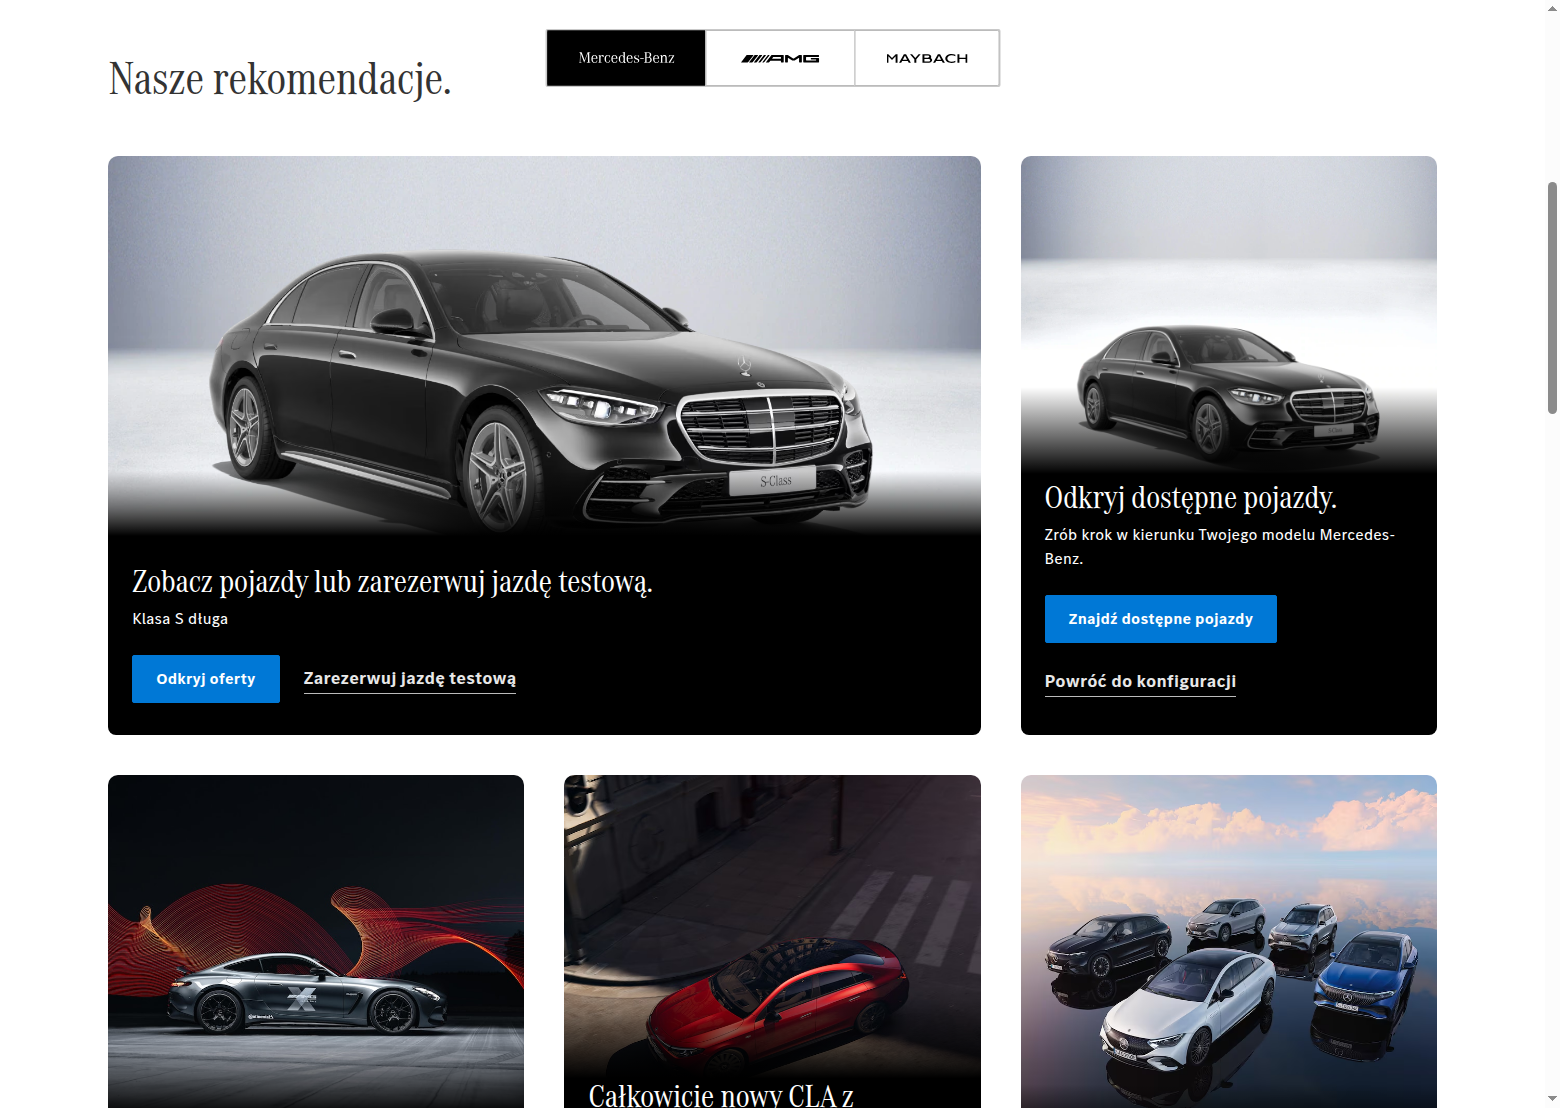 Nasze rekomendacje.
Mercedes-Benz
AMG
MAYBACH
S-Class
Zobacz pojazdy lub zarezerwuj jazdę testową.
Klasa S długa
Odkryj oferty
Zarezerwuj jazdę testową
S-Class
Odkryj dostępne pojazdy.
Zrób krok w kierunku Twojego modelu Mercedes-
Benz.
Znajdź dostępne pojazdy
Powróć do konfiguracji
Całkowicie nowy CLA z